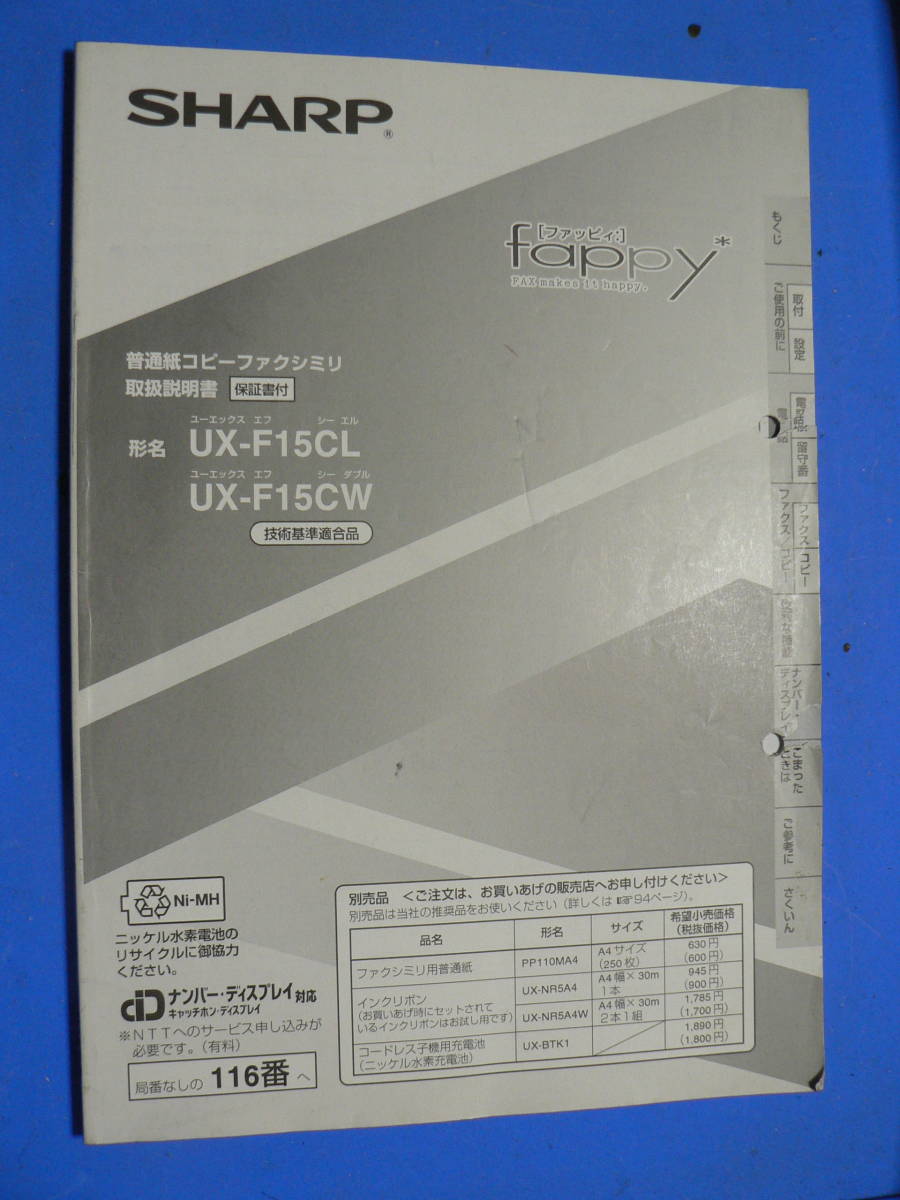 SHARP®
[ファッピィ:]
fappy*
FAX makes it happy.
普通紙コピーファクシミリ
取扱説明書 保証書付
ユーエックス エフ シー エル
形名 UX-F15CL
ユーエックス エフ シー ダブル
UX-F15CW
技術基準適合品
もくじ
ご使用の前に
取付
設定
電話
電話帳
留守番
ファクス/コピー
ファクス
コピー
便利な機能
ナンバー・ディスプレイ
こまったときは
ご参考に
さくいん
Ni-MH
ニッケル水素電池の
リサイクルに御協力
ください。
ナンバー・ディスプレイ対応
キャッチホン・ディスプレイ
※NTTへのサービス申し込みが
必要です。(有料)
局番なしの 116番 へ
別売品 <ご注文は、お買いあげの販売店へお申し付けください>
別売品は当社の推奨品をお使いください(詳しくは☞94ページ)。
品名 形名 サイズ 希望小売価格(税抜価格)
ファクシミリ用普通紙 PP110MA4 A4サイズ(250枚) 630円(600円)
インクリボン
(お買いあげ時にセットされて
いるインクリボンはお試し用です)
UX-NR5A4 A4幅×30m 1本 945円(900円)
UX-NR5A4W A4幅×30m 2本1組 1,785円(1,700円)
コードレス子機用充電池
(ニッケル水素充電池)
UX-BTK1 1,890円(1,800円)